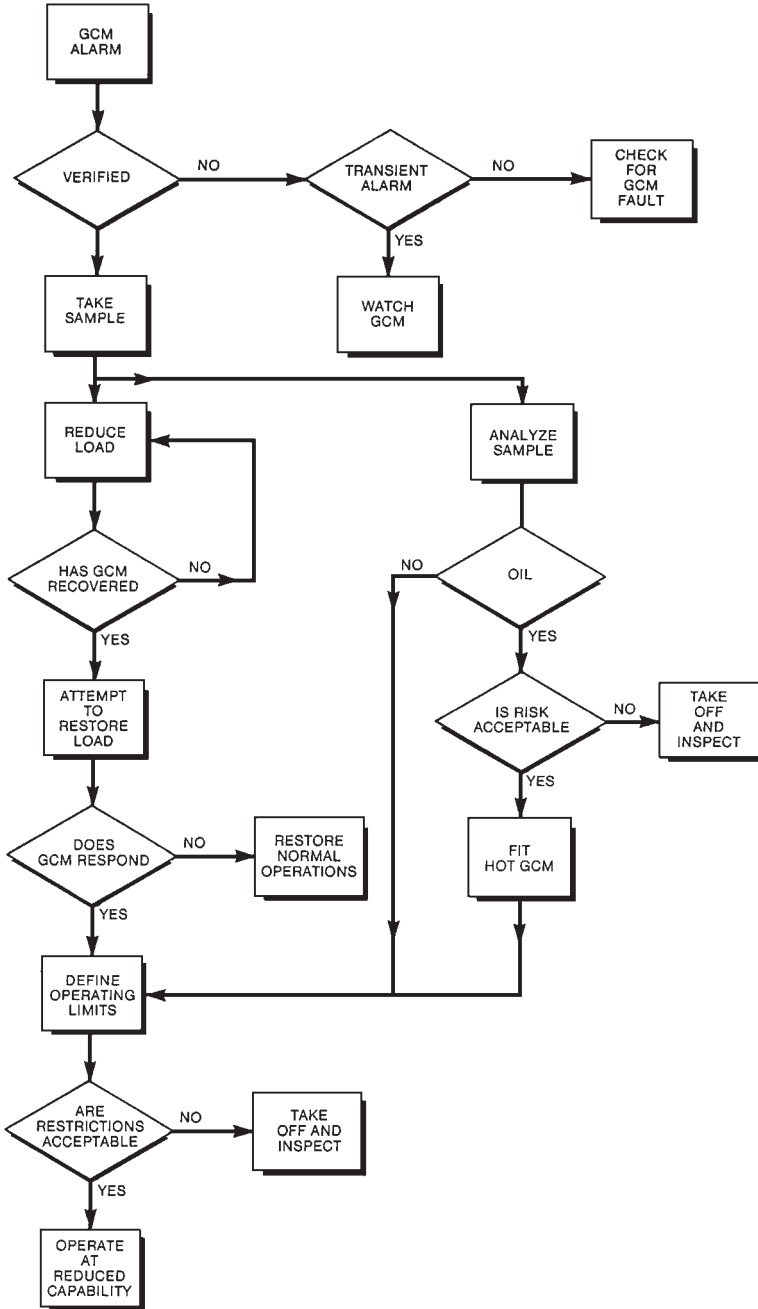 GCM
ALARM
VERIFIED
NO
TRANSIENT
ALARM
NO
CHECK
FOR
GCM
FAULT
YES
TAKE
SAMPLE
WATCH
GCM
REDUCE
LOAD
ANALYZE
SAMPLE
HAS GCM
RECOVERED
NO
NO
OIL
YES
YES
ATTEMPT
TO
RESTORE
LOAD
IS RISK
ACCEPTABLE
NO
TAKE
OFF
AND
INSPECT
YES
DOES
GCM RESPOND
NO
RESTORE
NORMAL
OPERATIONS
FIT
HOT GCM
YES
DEFINE
OPERATING
LIMITS
ARE
RESTRICTIONS
ACCEPTABLE
NO
TAKE
OFF AND
INSPECT
YES
OPERATE
AT
REDUCED
CAPABILITY